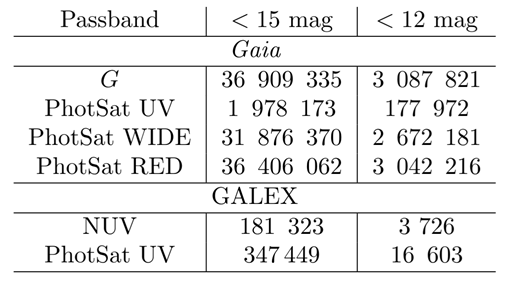 Passband < 15 mag < 12 mag
Gaia
G 36 909 335 3 087 821
PhotSat UV 1 978 173 177 972
PhotSat WIDE 31 876 370 2 672 181
PhotSat RED 36 406 062 3 042 216
GALEX
NUV 181 323 3 726
PhotSat UV 347 449 16 603